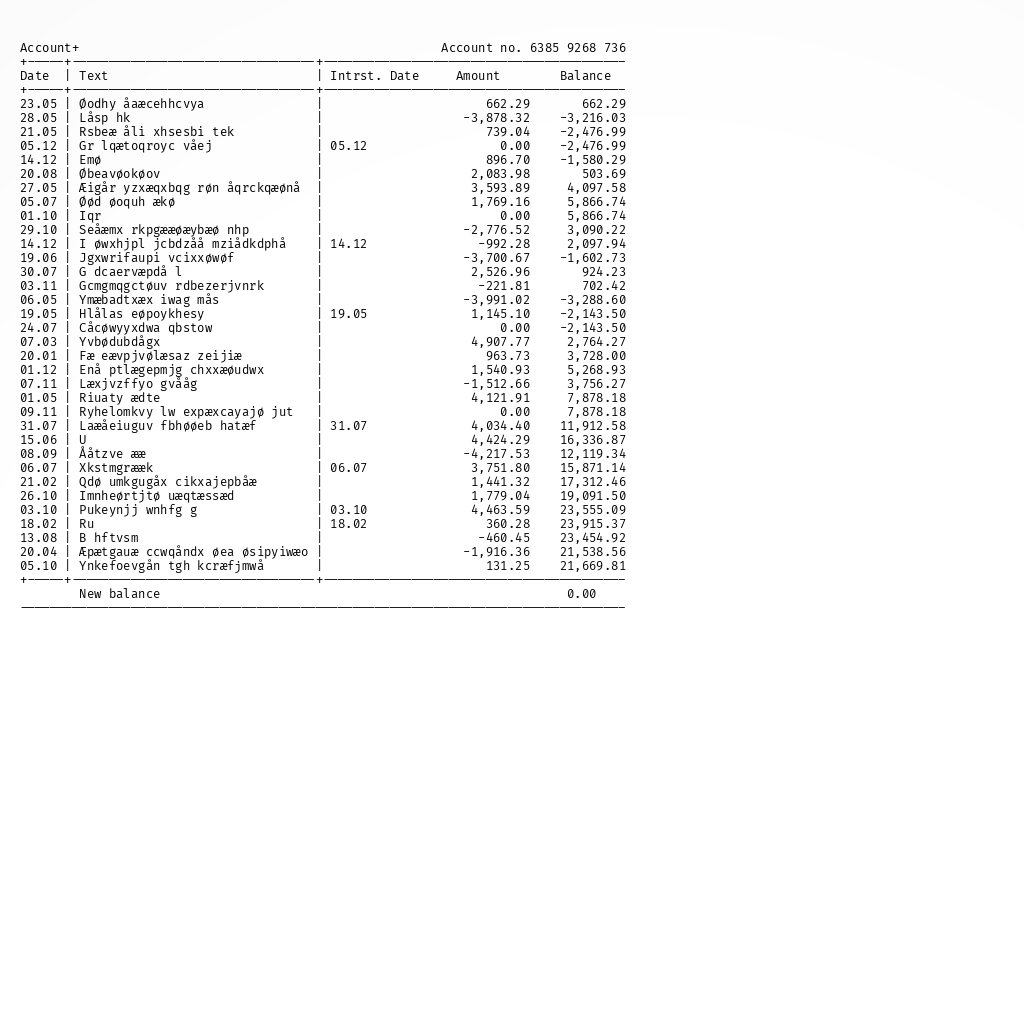 Account+ Account no. 6385 9268 736
Date | Text | Intrst. Date Amount Balance
23.05 | Øodhy åaæcehhcvya | 662.29 662.29
28.05 | Låsp hk | -3,878.32 -3,216.03
21.05 | Rsbeæ åli xhsesbi tek | 739.04 -2,476.99
05.12 | Gr lqætoqroyc våej | 05.12 0.00 -2,476.99
14.12 | Emø | 896.70 -1,580.29
20.08 | Øbeavøokøov | 2,083.98 503.69
27.05 | Æigår yzxæqxbqg røn åqrckqæønå | 3,593.89 4,097.58
05.07 | Øød øoquh ækø | 1,769.16 5,866.74
01.10 | Iqr | 0.00 5,866.74
29.10 | Seåæmx rkpgææøæybæø nhp | -2,776.52 3,090.22
14.12 | I øwxhjpl jcbdzåå mziådkdphå | 14.12 -992.28 2,097.94
19.06 | Jgxwrifaupi vcixxøwøf | -3,700.67 -1,602.73
30.07 | G dcaervæpdå l | 2,526.96 924.23
03.11 | Gcmgmqgctøuv rdbezerjvnrk | -221.81 702.42
06.05 | Ymæbadtxæx iwag mås | -3,991.02 -3,288.60
19.05 | Hlålas eøpoykhesy | 19.05 1,145.10 -2,143.50
24.07 | Cåcøwyyxdwa qbstow | 0.00 -2,143.50
07.03 | Yvbødubdågx | 4,907.77 2,764.27
20.01 | Fæ eævpjvølæsaz zeijiæ | 963.73 3,728.00
01.12 | Enå ptlægepmjg chxxæøudwx | 1,540.93 5,268.93
07.11 | Læxjvzffyo gvååg | -1,512.66 3,756.27
01.05 | Riuaty ædte | 4,121.91 7,878.18
09.11 | Ryhelomkvy lw expæxcayajø jut | 0.00 7,878.18
31.07 | Laæåeiuguv fbhøøeb hatæf | 31.07 4,034.40 11,912.58
15.06 | U | 4,424.29 16,336.87
08.09 | Ååtzve ææ | -4,217.53 12,119.34
06.07 | Xkstmgrææk | 06.07 3,751.80 15,871.14
21.02 | Qdø umkgugåx cikxajepbåæ | 1,441.32 17,312.46
26.10 | Imnheørtjtø uæqtæssæd | 1,779.04 19,091.50
03.10 | Pukeynjj wnhfg g | 03.10 4,463.59 23,555.09
18.02 | Ru | 18.02 360.28 23,915.37
13.08 | B hftvsm | -460.45 23,454.92
20.04 | Æpætgauæ ccwqåndx øea øsipyiwæo | -1,916.36 21,538.56
05.10 | Ynkefoevgån tgh kcræfjmwå | 131.25 21,669.81
New balance 0.00